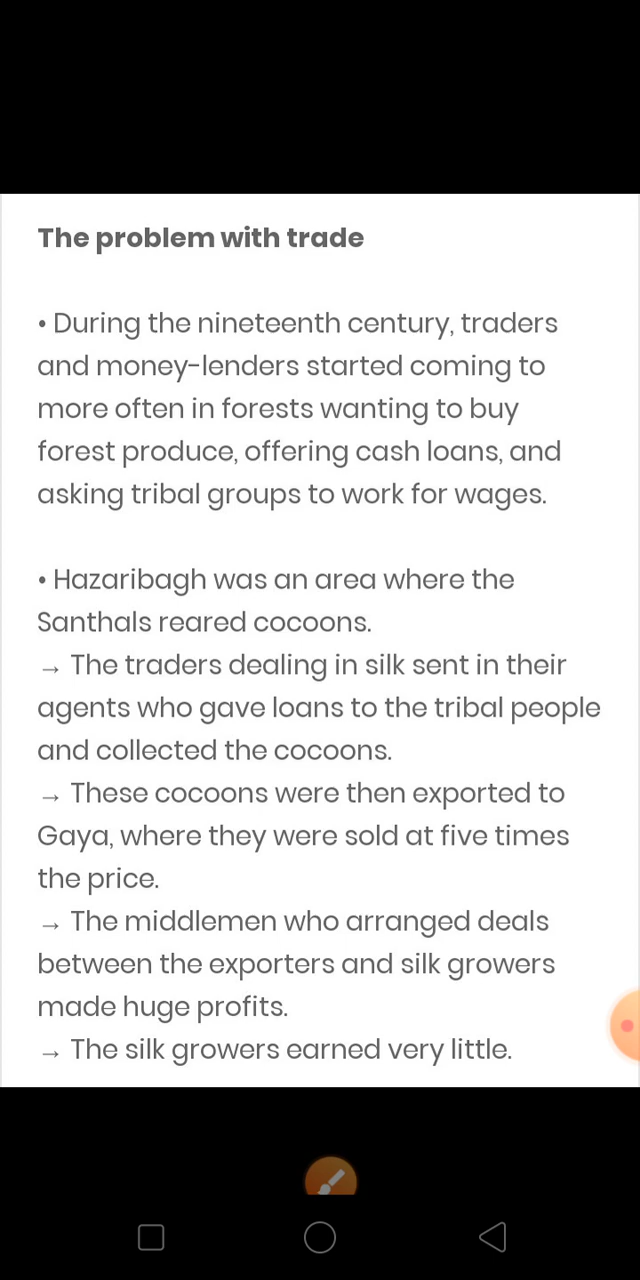 The problem with trade
• During the nineteenth century, traders
and money-lenders started coming to
more often in forests wanting to buy
forest produce, offering cash loans, and
asking tribal groups to work for wages.
• Hazaribagh was an area where the
Santhals reared cocoons.
→ The traders dealing in silk sent in their
agents who gave loans to the tribal people
and collected the cocoons.
→ These cocoons were then exported to
Gaya, where they were sold at five times
the price.
→ The middlemen who arranged deals
between the exporters and silk growers
made huge profits.
→ The silk growers earned very little.